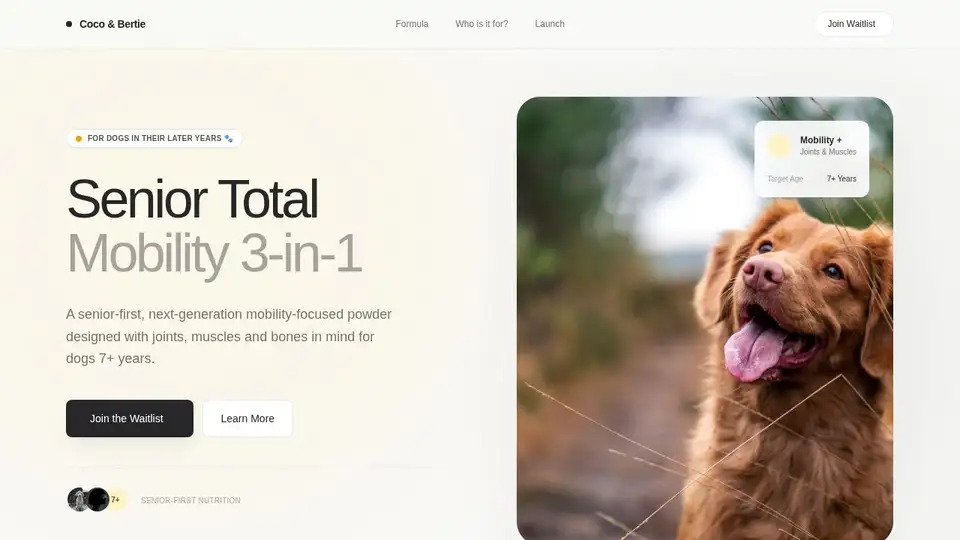 Coco & Bertie
Formula
Who is it for?
Launch
Join Waitlist
FOR DOGS IN THEIR LATER YEARS 🐾
Senior Total
Mobility 3-in-1
A senior-first, next-generation mobility-focused powder
designed with joints, muscles and bones in mind for
dogs 7+ years.
Join the Waitlist
Learn More
7+
SENIOR-FIRST NUTRITION
Mobility +
Joints & Muscles
Target Age
7+ Years